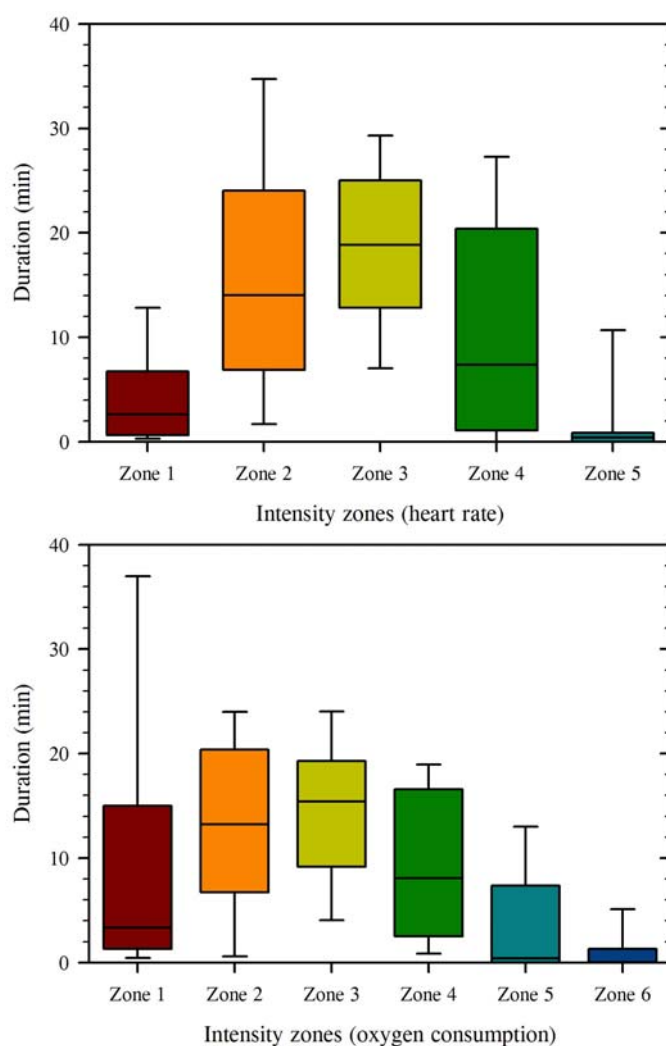 40
30
20
10
0
Duration (min)
Zone 1 Zone 2 Zone 3 Zone 4 Zone 5
Intensity zones (heart rate)
40
30
20
10
0
Duration (min)
Zone 1 Zone 2 Zone 3 Zone 4 Zone 5 Zone 6
Intensity zones (oxygen consumption)